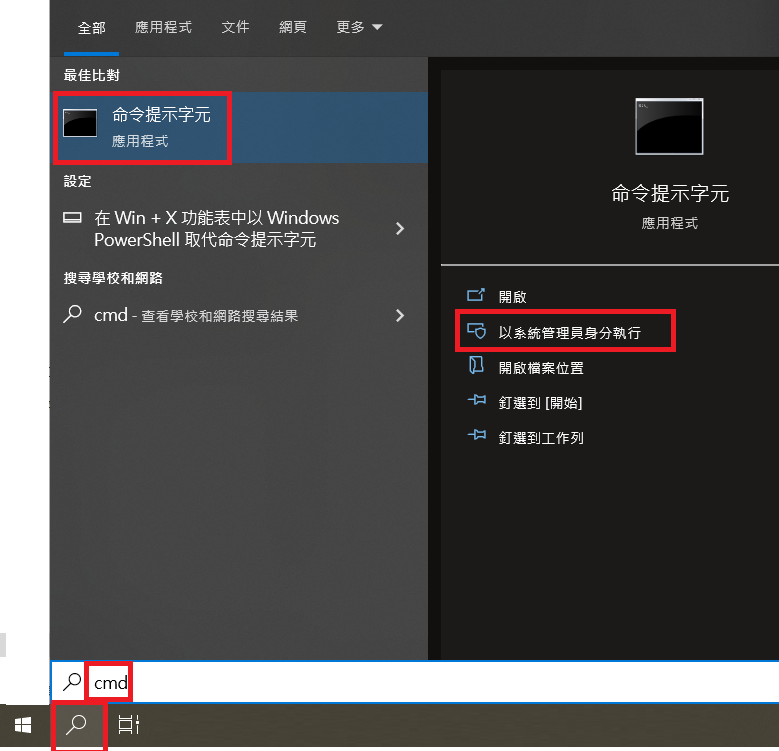 全部 應用程式 文件 網頁 更多
最佳比對
命令提示字元
應用程式
設定
在 Win + X 功能表中以 Windows
PowerShell 取代命令提示字元
搜尋學校和網路
cmd - 查看學校和網路搜尋結果
命令提示字元
應用程式
開啟
以系統管理員身分執行
開啟檔案位置
釘選到 [開始]
釘選到工作列
cmd